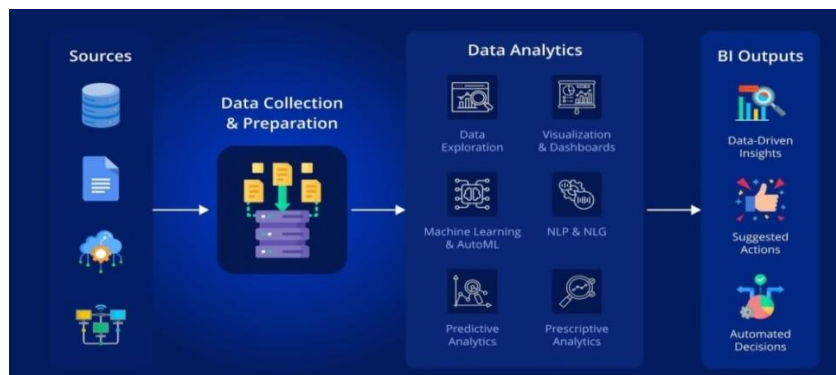 Sources
Data Collection
& Preparation
Data Analytics
Data
Exploration
Visualization
& Dashboards
Machine Learning
& AutoML
NLP & NLG
Predictive
Analytics
Prescriptive
Analytics
BI Outputs
Data-Driven
Insights
Suggested
Actions
Automated
Decisions